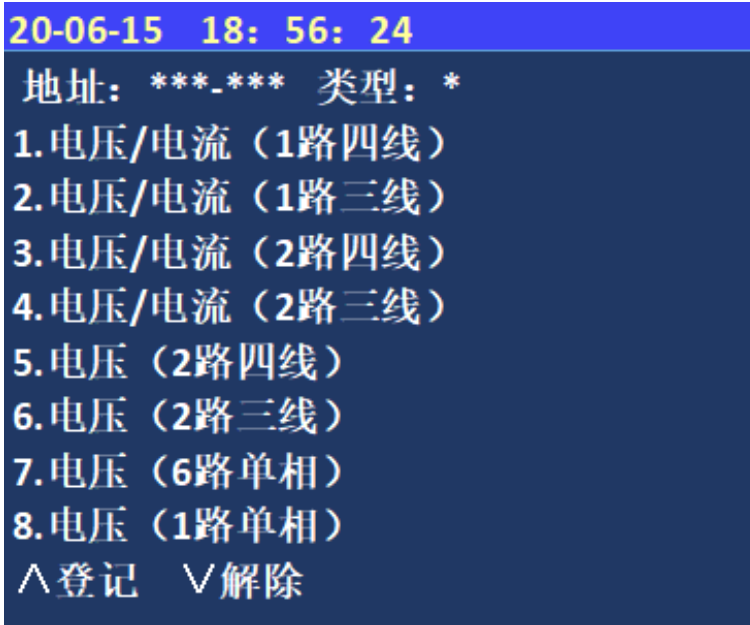 20-06-15 18：56：24
地址：***-*** 类型：*
1.电压/电流（1路四线）
2.电压/电流（1路三线）
3.电压/电流（2路四线）
4.电压/电流（2路三线）
5.电压（2路四线）
6.电压（2路三线）
7.电压（6路单相）
8.电压（1路单相）
∧登记 ∨解除